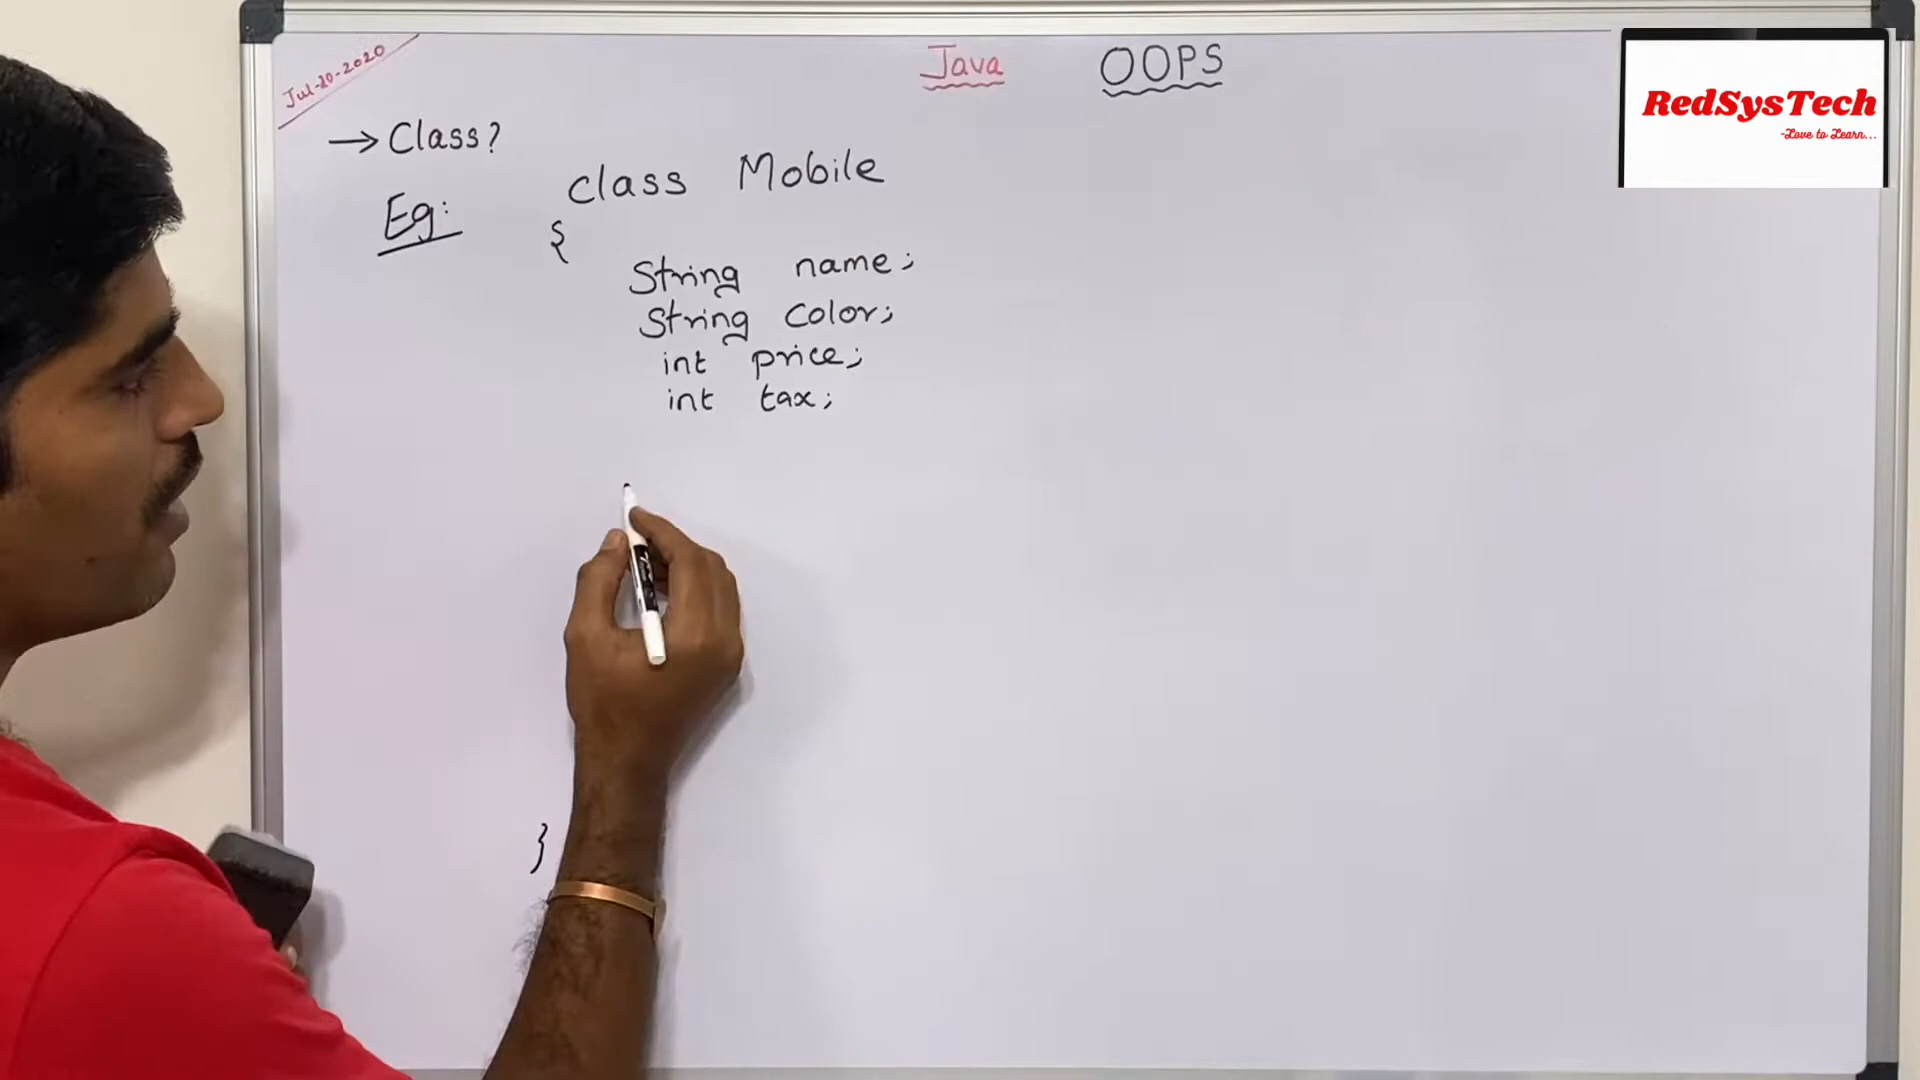 Jul-20-2020
Java OOPS
RedSysTech
-Love to Learn...
→ Class?
Eg:
class Mobile
{
String name;
String color;
int price;
int tax;
}